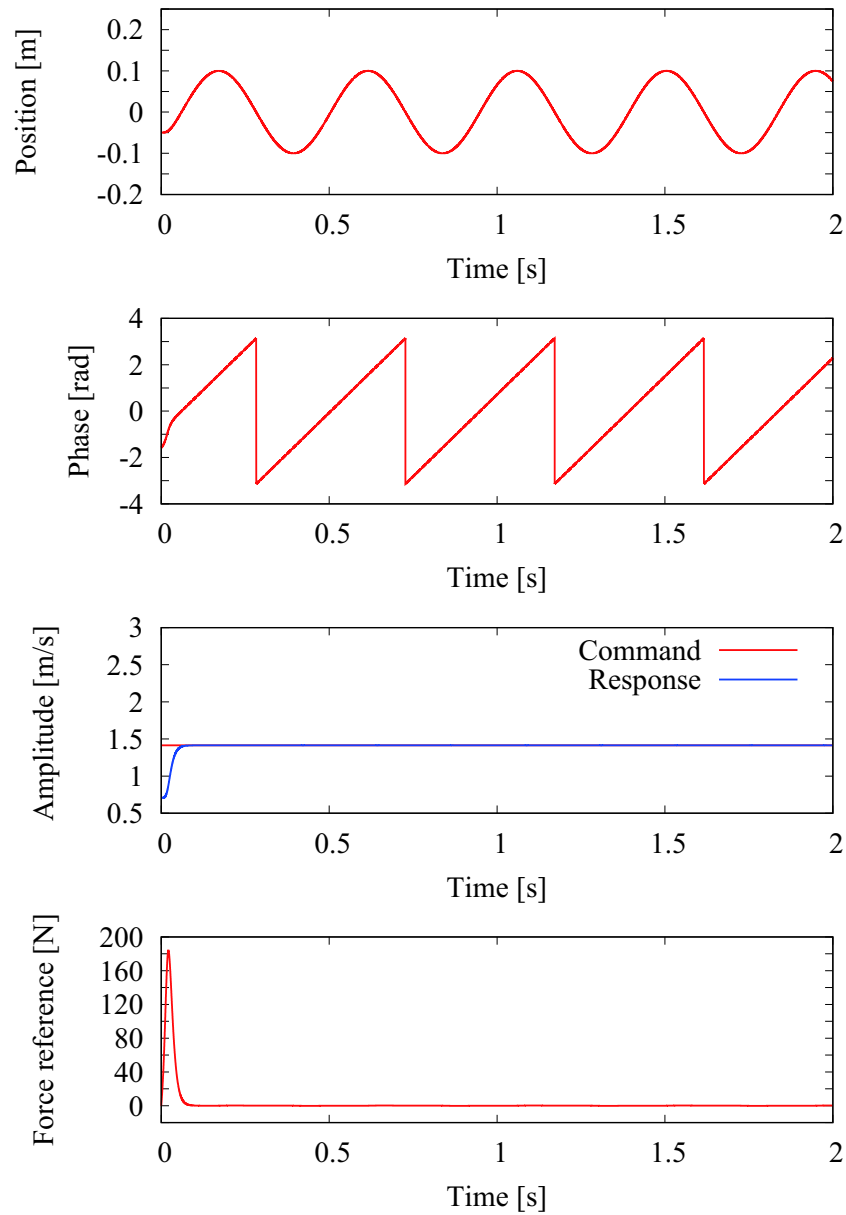 Position [m]
0.2
0.1
0
-0.1
-0.2
0 0.5 1 1.5 2
Time [s]
Phase [rad]
4
2
0
-2
-4
0 0.5 1 1.5 2
Time [s]
Amplitude [m/s]
3
2.5
2
1.5
1
0.5
Command
Response
0 0.5 1 1.5 2
Time [s]
Force reference [N]
200
160
120
80
40
0
0 0.5 1 1.5 2
Time [s]